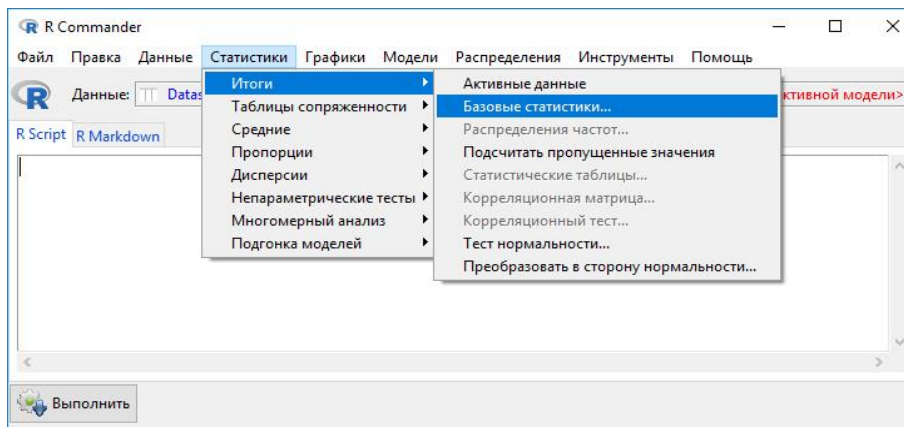 R Commander
Файл Правка Данные Статистики Графики Модели Распределения Инструменты Помощь
R Данные: Datas
ктивной модели>
R Script R Markdown
Итоги
Таблицы сопряженности
Средние
Пропорции
Дисперсии
Непараметрические тесты
Многомерный анализ
Подгонка моделей
Активные данные
Базовые статистики...
Распределения частот...
Подсчитать пропущенные значения
Статистические таблицы...
Корреляционная матрица...
Корреляционный тест...
Тест нормальности...
Преобразовать в сторону нормальности...
Выполнить